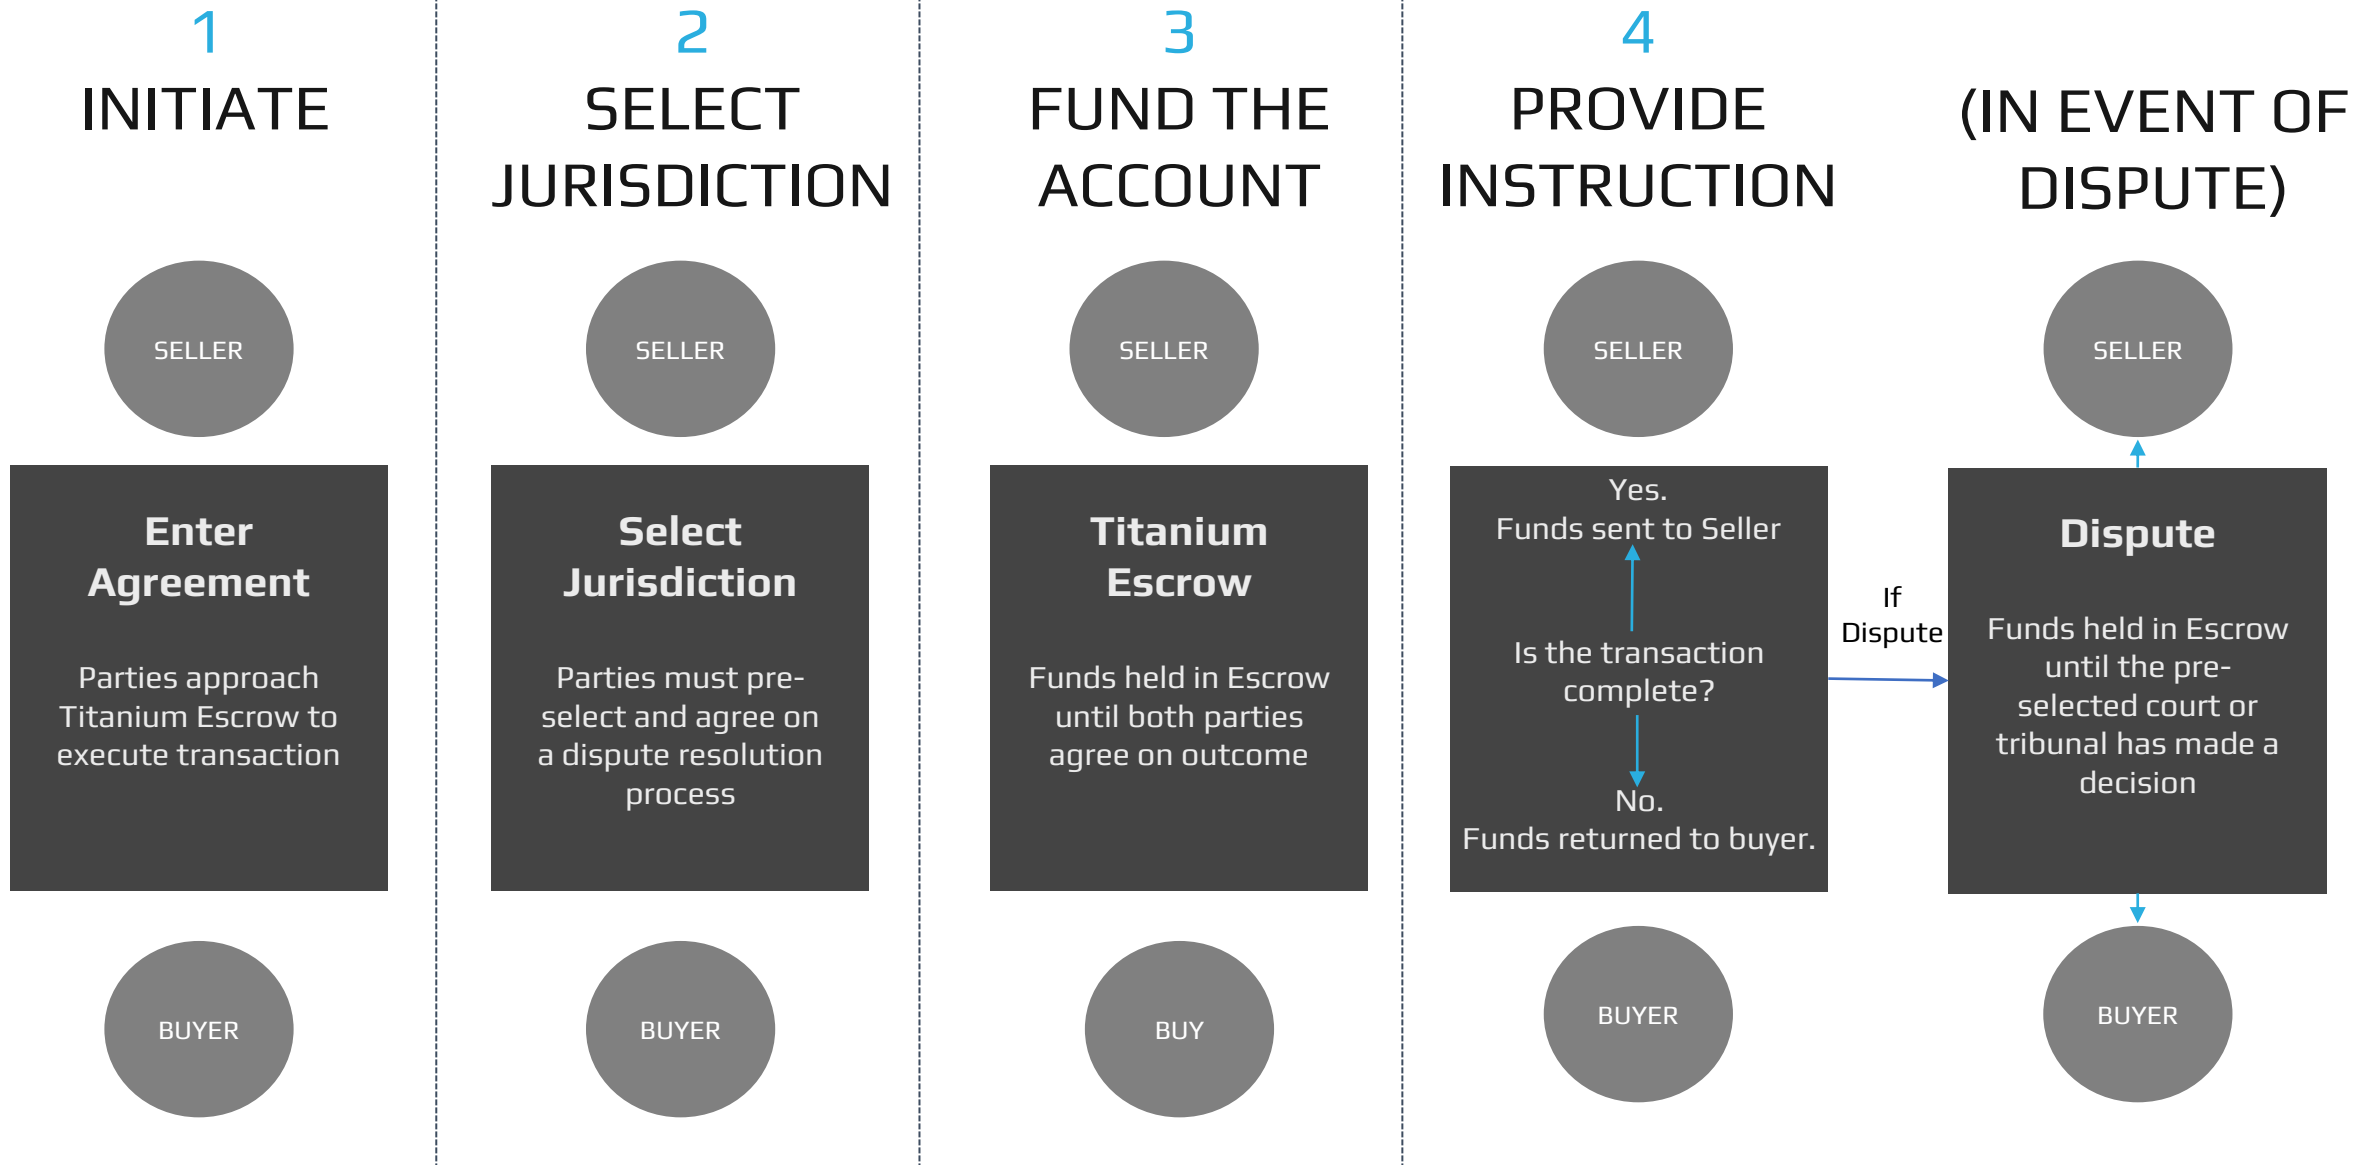 1
INITIATE
SELLER
Enter
Agreement
Parties approach
Titanium Escrow to
execute transaction
BUYER
2
SELECT
JURISDICTION
SELLER
Select
Jurisdiction
Parties must pre-
select and agree on
a dispute resolution
process
BUYER
3
FUND THE
ACCOUNT
SELLER
Titanium
Escrow
Funds held in Escrow
until both parties
agree on outcome
BUY
4
PROVIDE
INSTRUCTION
SELLER
Yes.
Funds sent to Seller
Is the transaction
complete?
No.
Funds returned to buyer.
BUYER
If
Dispute
(IN EVENT OF
DISPUTE)
SELLER
Dispute
Funds held in Escrow
until the pre-
selected court or
tribunal has made a
decision
BUYER